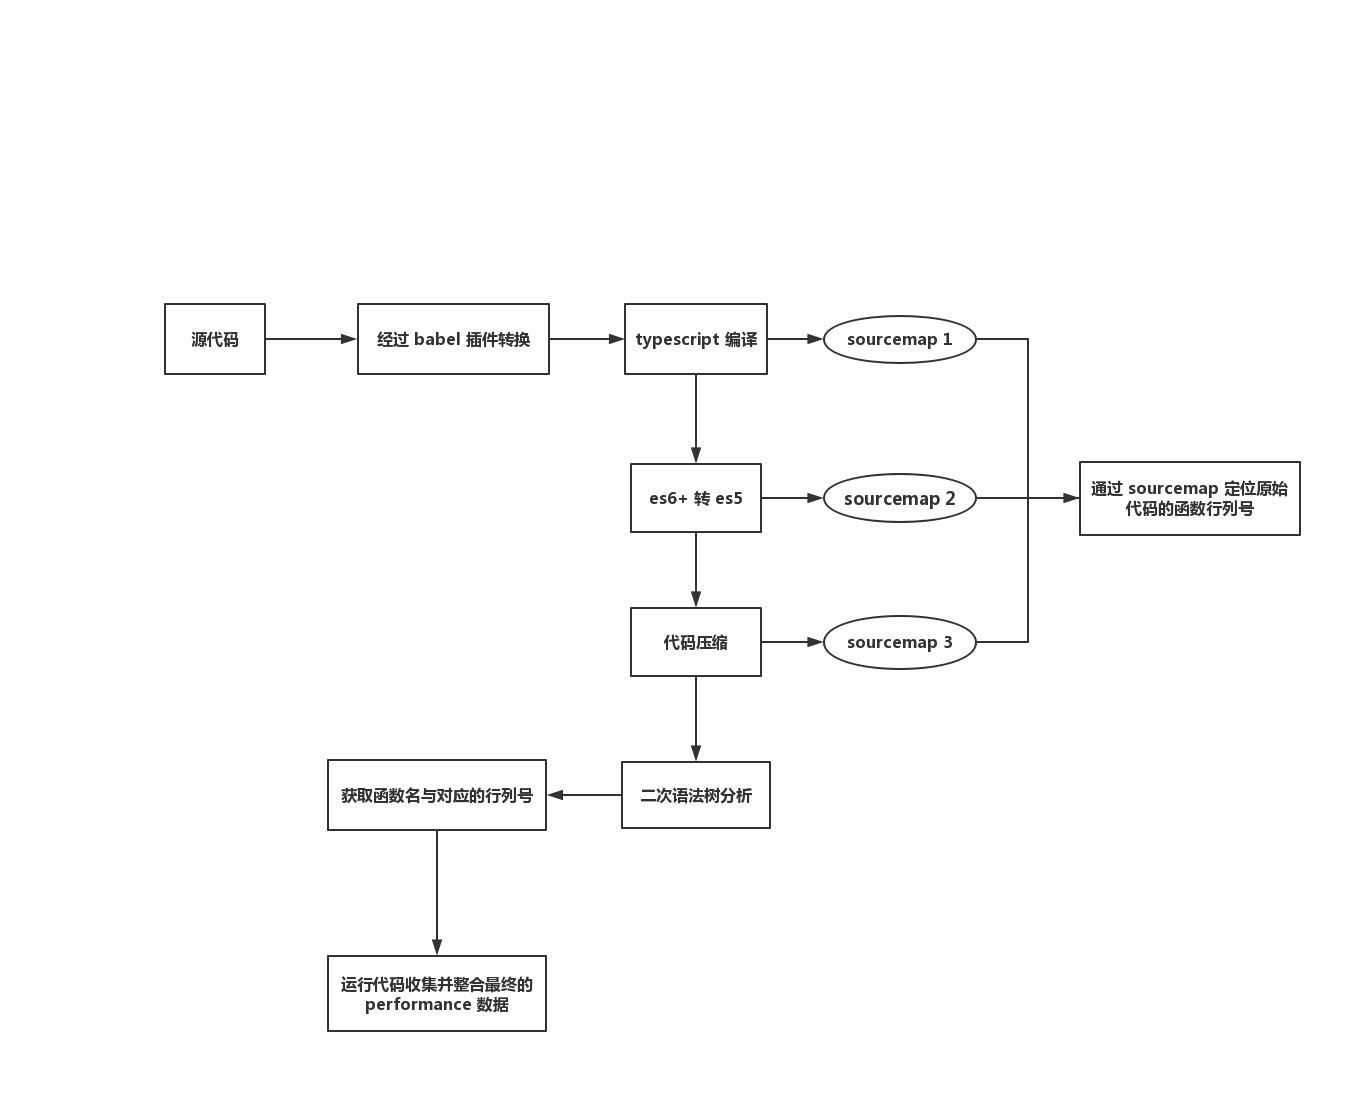 源代码
经过 babel 插件转换
typescript 编译
sourcemap 1
es6+ 转 es5
sourcemap 2
通过 sourcemap 定位原始
代码的函数行列号
代码压缩
sourcemap 3
获取函数名与对应的行列号
二次语法树分析
运行代码收集并整合最终的
performance 数据